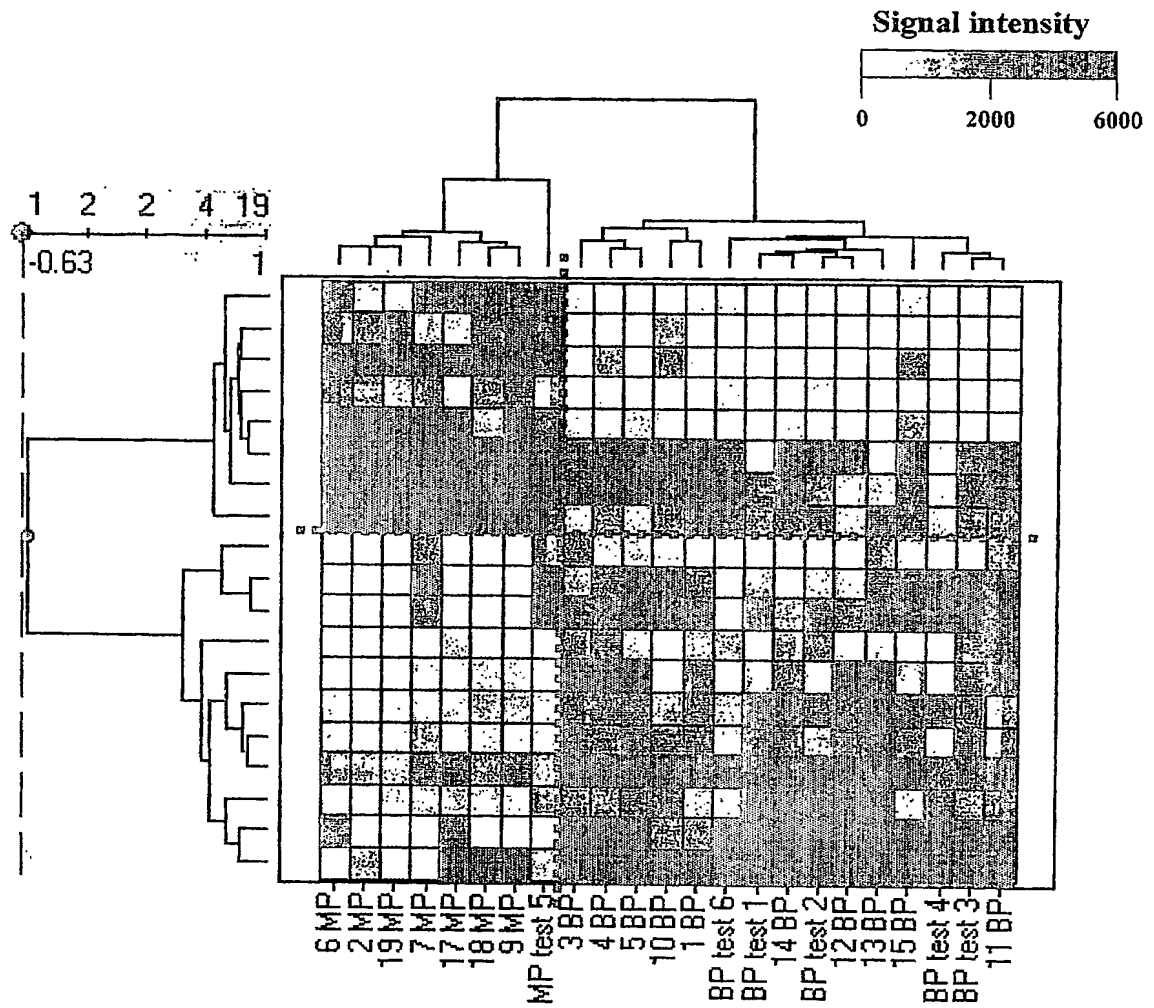 Signal intensity
0 2000 6000
1 2 2 4 19
-0.63 1
6 MP
2 MP
19 MP
7 MP
17 MP
18 MP
9 MP
MP test 5
3 BP
4 BP
5 BP
10 BP
1 BP
BP test 6
BP test 1
14 BP
BP test 2
12 BP
13 BP
15 BP
BP test 4
BP test 3
11 BP